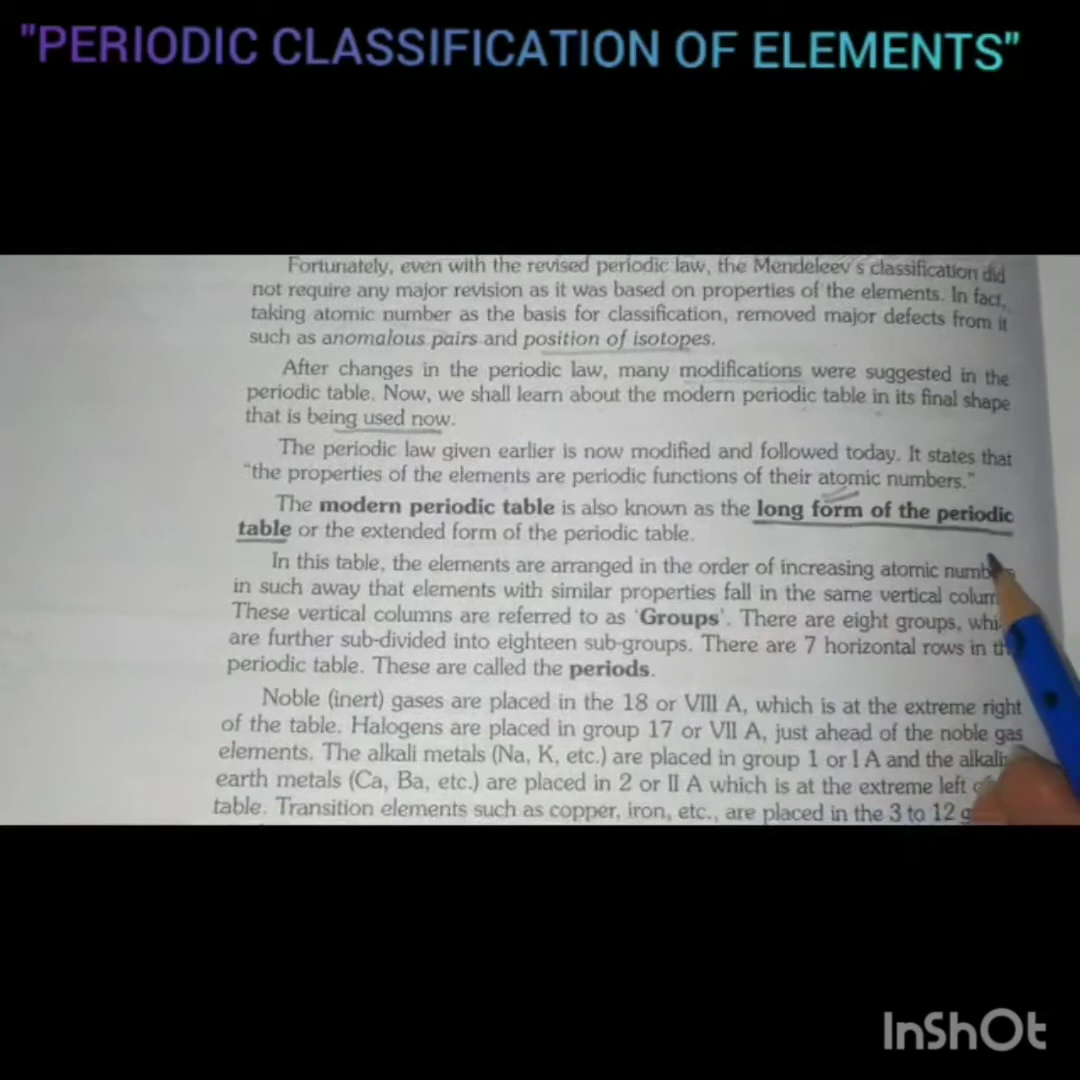 "PERIODIC CLASSIFICATION OF ELEMENTS"
Fortunately, even with the revised periodic law, the Mendeleev's classification did
not require any major revision as it was based on properties of the elements. In fact,
taking atomic number as the basis for classification, removed major defects from it
such as anomalous pairs and position of isotopes.
After changes in the periodic law, many modifications were suggested in the
periodic table. Now, we shall learn about the modern periodic table in its final shape
that is being used now.
The periodic law given earlier is now modified and followed today. It states that
"the properties of the elements are periodic functions of their atomic numbers."
The modern periodic table is also known as the long form of the periodic
table or the extended form of the periodic table.
In this table, the elements are arranged in the order of increasing atomic
in such away that elements with similar properties fall in the same vertical
These vertical columns are referred to as 'Groups'. There are eight groups,
are further sub-divided into eighteen sub-groups. There are 7 horizontal rows in
periodic table. These are called the periods.
Noble (inert) gases are placed in the 18 or VIII A, which is at the extreme right
of the table. Halogens are placed in group 17 or VII A, just ahead of the noble gas
elements. The alkali metals (Na, K, etc.) are placed in group 1 or I A and the
earth metals (Ca, Ba, etc.) are placed in 2 or II A which is at the extreme left
table. Transition elements such as copper, iron, etc., are placed in the 3 to 12
InShOt